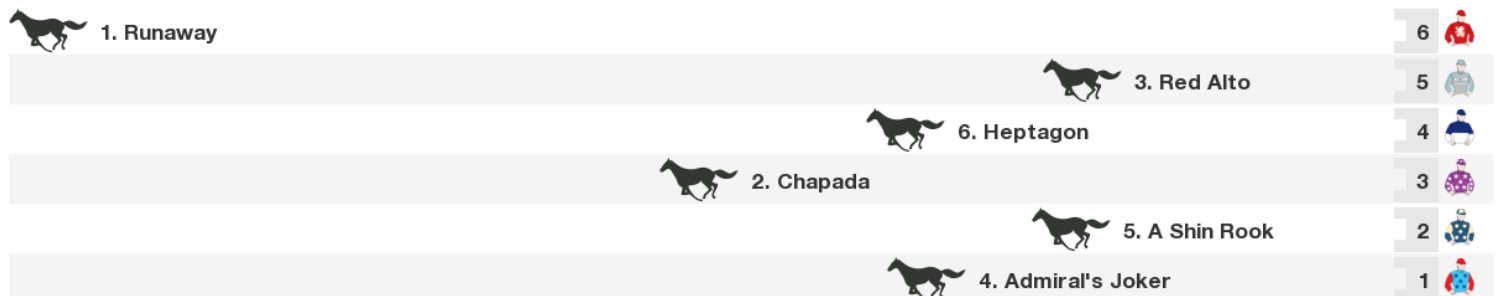 1. Runaway 6
3. Red Alto 5
6. Heptagon 4
2. Chapada 3
5. A Shin Rook 2
4. Admiral's Joker 1